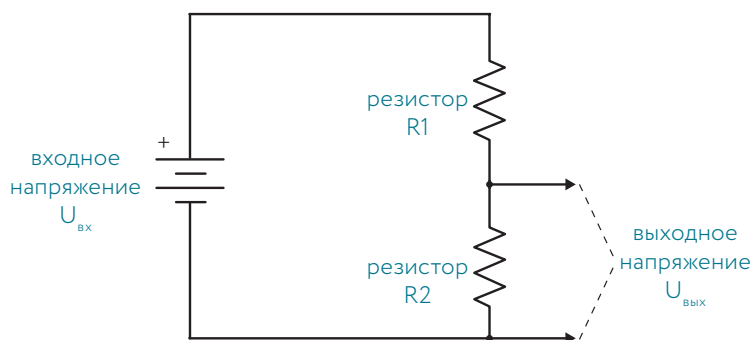 резистор
R1
+
входное
напряжение
Uвх
резистор
R2
выходное
напряжение
Uвых